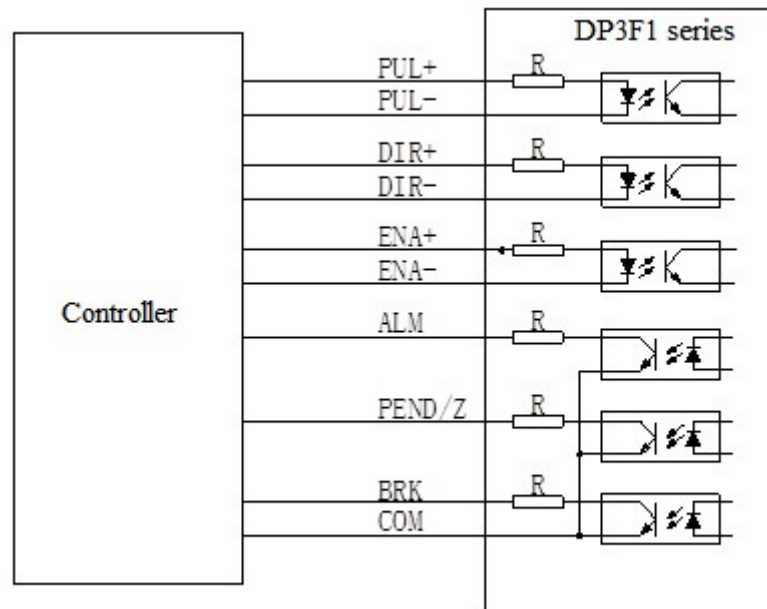 DP3F1 series
PUL+ R
PUL-
DIR+ R
DIR-
ENA+ R
ENA-
Controller
ALM R
PEND/Z R
BRK R
COM